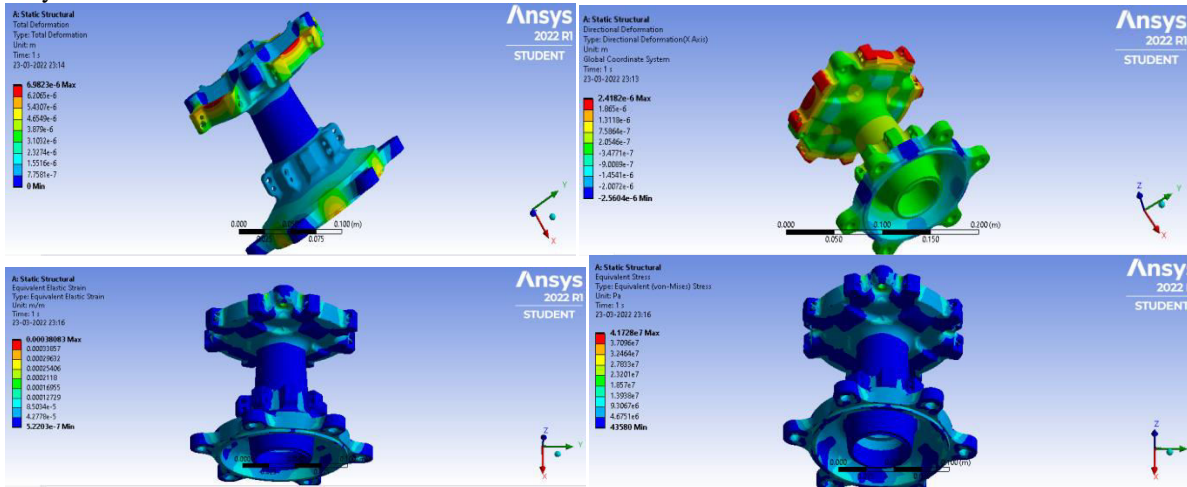 A: Static Structural
Total Deformation
Type: Total Deformation
Unit: m
Time: 1 s
23-03-2022 23:14
6.9823e-6 Max
6.2065e-6
5.4307e-6
4.6549e-6
3.879e-6
3.1032e-6
2.3274e-6
1.5516e-6
7.7581e-7
0 Min
Ansys
2022 R1
STUDENT
0.000
0.100 (m)
0.075
Y
X
A: Static Structural
Directional Deformation
Type: Directional Deformation(X Axis)
Unit: m
Global Coordinate System
Time: 1 s
23-03-2022 23:13
2.4182e-6 Max
1.865e-6
1.3118e-6
7.5864e-7
2.0546e-7
-3.4771e-7
-9.0089e-7
-1.4541e-6
-2.0072e-6
-2.5604e-6 Min
Ansys
2022 R1
STUDENT
0.000
0.100
0.200 (m)
0.050
0.150
Z
Y
X
A: Static Structural
Equivalent Elastic Strain
Type: Equivalent Elastic Strain
Unit: m/m
Time: 1 s
23-03-2022 23:16
0.00038083 Max
0.00033857
0.00029632
0.00025406
0.0002118
0.00016955
0.00012729
8.5034e-5
4.2778e-5
5.2203e-7 Min
Ansys
2022 R1
STUDENT
0.000
Z
Y
X
A: Static Structural
Equivalent Stress
Type: Equivalent (von-Mises) Stress
Unit: Pa
Time: 1 s
23-03-2022 23:16
4.1728e7 Max
3.7096e7
3.2464e7
2.7833e7
2.3201e7
1.857e7
1.3938e7
9.3067e6
4.6751e6
43580 Min
Ansys
2022 R1
STUDENT
0.000
0.100 (m)
Z
X